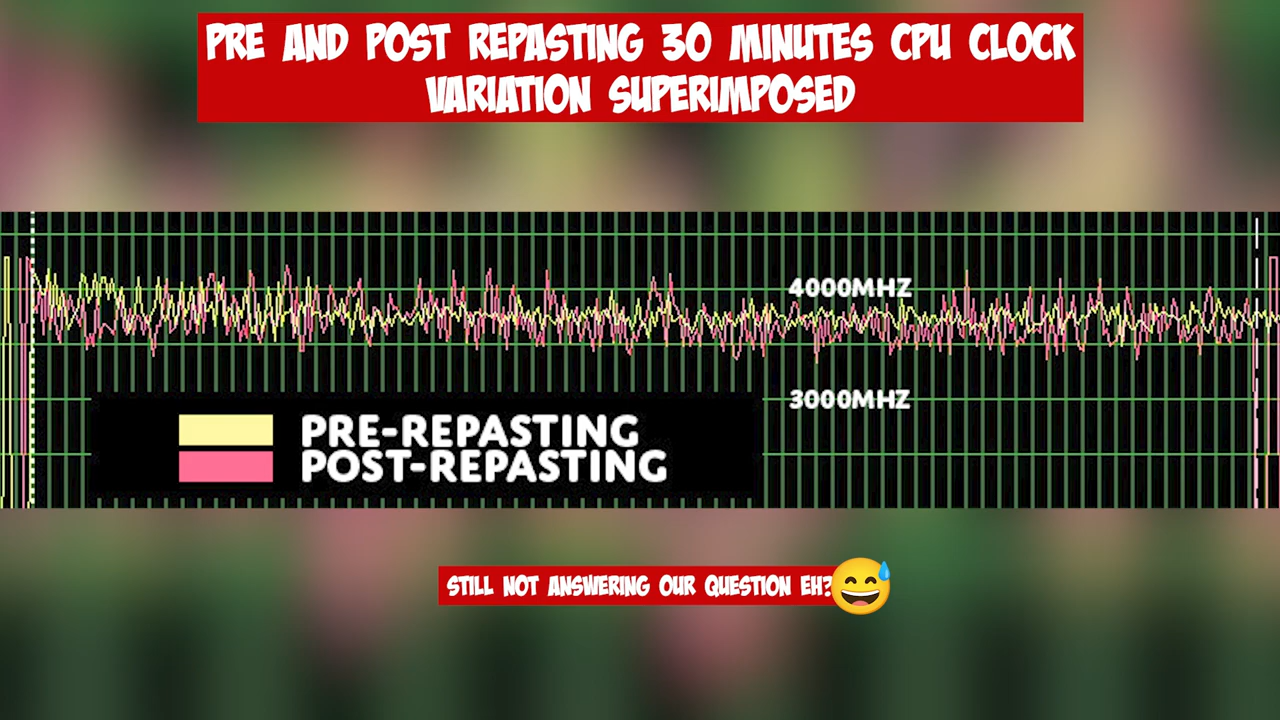 PRE AND POST REPASTING 30 MINUTES CPU CLOCK
VARIATION SUPERIMPOSED
4000MHZ
3000MHZ
PRE-REPASTING
POST-REPASTING
STILL NOT ANSWERING OUR QUESTION EH?